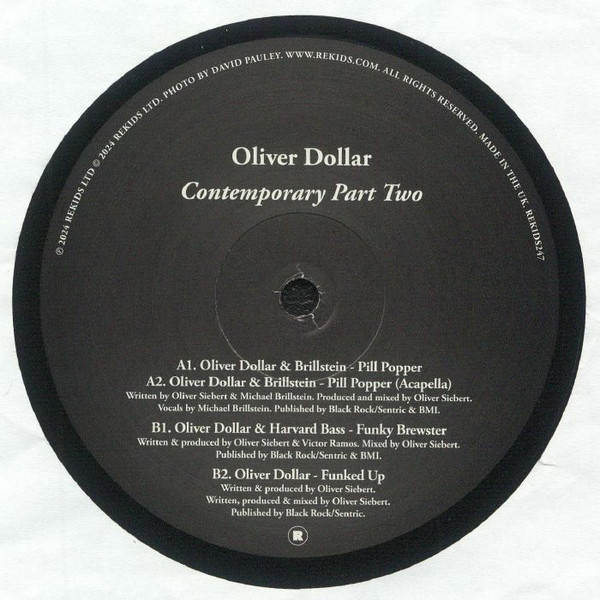 ℗ 2024 REKIDS LTD © 2024 REKIDS LTD. PHOTO BY DAVID PAULEY. WWW.REKIDS.COM. ALL RIGHTS RESERVED. MADE IN THE UK. REKIDS247
Oliver Dollar
Contemporary Part Two
A1. Oliver Dollar & Brillstein - Pill Popper
A2. Oliver Dollar & Brillstein - Pill Popper (Acapella)
Written by Oliver Siebert & Michael Brillstein. Produced and mixed by Oliver Siebert.
Vocals by Michael Brillstein. Published by Black Rock/Sentric & BMI.
B1. Oliver Dollar & Harvard Bass - Funky Brewster
Written & produced by Oliver Siebert & Victor Ramos. Mixed by Oliver Siebert.
Published by Black Rock/Sentric & BMI.
B2. Oliver Dollar - Funked Up
Written & produced by Oliver Siebert.
Written, produced & mixed by Oliver Siebert.
Published by Black Rock/Sentric.
R